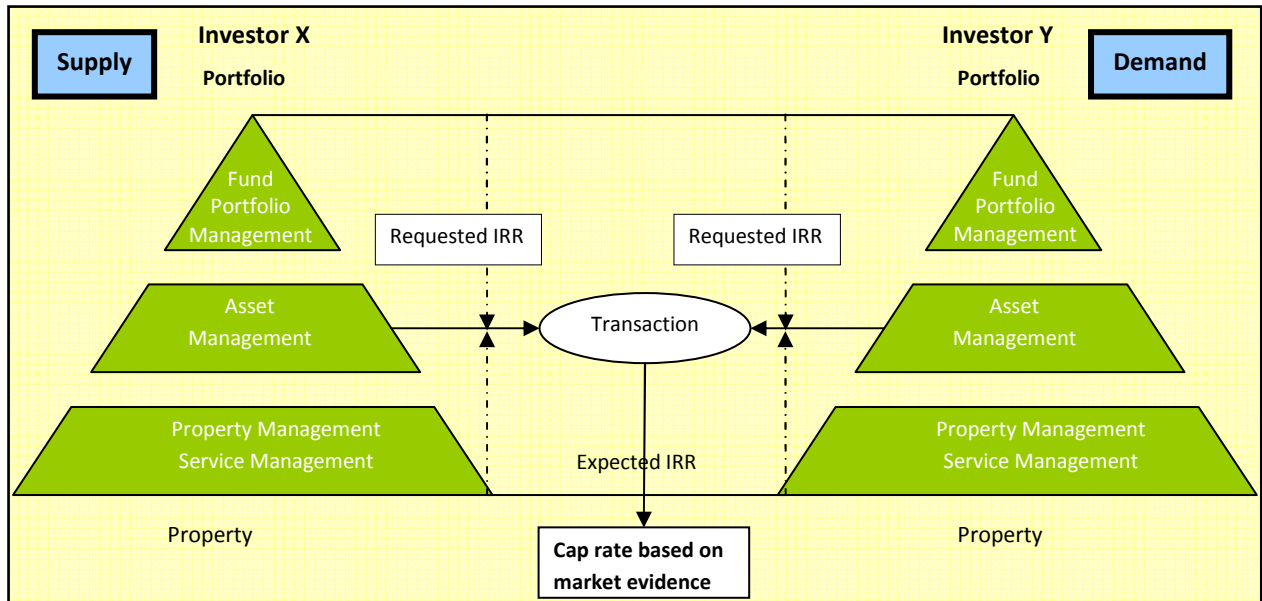 Supply
Investor X
Portfolio
Investor Y
Portfolio
Demand
Fund
Portfolio
Management
Requested IRR
Requested IRR
Fund
Portfolio
Management
Asset
Management
Transaction
Asset
Management
Property Management
Service Management
Expected IRR
Property Management
Service Management
Property
Cap rate based on
market evidence
Property